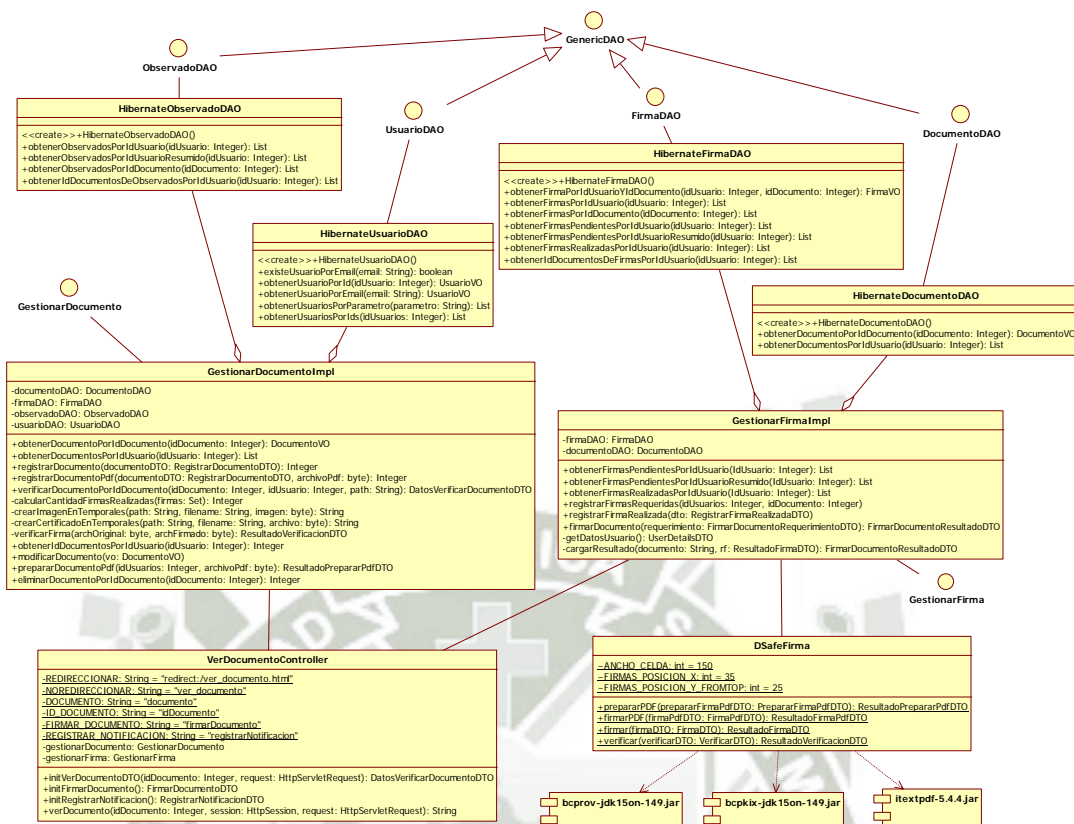 GenericDAO
ObservadoDAO
UsuarioDAO
FirmaDAO
DocumentoDAO
HibernateObservadoDAO
<<create>>+HibernateObservadoDAO()
+obtenerObservadosPorIdUsuario(idUsuario: Integer): List
+obtenerObservadosPorIdUsuarioResumido(idUsuario: Integer): List
+obtenerObservadosPorIdDocumento(idDocumento: Integer): List
+obtenerIdDocumentosDeObservadosPorIdUsuario(idUsuario: Integer): List
HibernateFirmaDAO
<<create>>+HibernateFirmaDAO()
+obtenerFirmaPorIdUsuarioYIdDocumento(idUsuario: Integer, idDocumento: Integer): FirmaVO
+obtenerFirmasPorIdUsuario(idUsuario: Integer): List
+obtenerFirmasPorIdDocumento(idDocumento: Integer): List
+obtenerFirmasPendientesPorIdUsuario(idUsuario: Integer): List
+obtenerFirmasPendientesPorIdUsuarioResumido(idUsuario: Integer): List
+obtenerFirmasRealizadasPorIdUsuario(idUsuario: Integer): List
+obtenerIdDocumentosDeFirmasPorIdUsuario(idUsuario: Integer): List
HibernateUsuarioDAO
<<create>>+HibernateUsuarioDAO()
+existeUsuarioPorEmail(email: String): boolean
+obtenerUsuarioPorId(idUsuario: Integer): UsuarioVO
+obtenerUsuarioPorEmail(email: String): UsuarioVO
+obtenerUsuariosPorParametro(parametro: String): List
+obtenerUsuariosPorIds(idUsuarios: Integer): List
HibernateDocumentoDAO
<<create>>+HibernateDocumentoDAO()
+obtenerDocumentoPorIdDocumento(idDocumento: Integer): DocumentoVO
+obtenerDocumentosPorIdUsuario(idUsuario: Integer): List
GestionarDocumento
GestionarDocumentoImpl
-documentoDAO: DocumentoDAO
-firmaDAO: FirmaDAO
-observadoDAO: ObservadoDAO
-usuarioDAO: UsuarioDAO
+obtenerDocumentoPorIdDocumento(idDocumento: Integer): DocumentoVO
+obtenerDocumentosPorIdUsuario(idUsuario: Integer): List
+registrarDocumento(documentoDTO: RegistrarDocumentoDTO): Integer
+registrarDocumentoPdf(documentoDTO: RegistrarDocumentoDTO, archivoPdf: byte): Integer
+verificarDocumentoPorIdDocumento(idDocumento: Integer, idUsuario: Integer, path: String): DatosVerificarDocumentoDTO
-calcularCantidadFirmasRealizadas(firmas: Set): Integer
-crearImagenEnTemporales(path: String, filename: String, imagen: byte): String
-crearCertificadoEnTemporales(path: String, filename: String, archivo: byte): String
-verificarFirma(archOriginal: byte, archFirmado: byte): ResultadoVerificacionDTO
+obtenerIdDocumentosPorIdUsuario(idUsuario: Integer): Integer
+modificarDocumento(vo: DocumentoVO)
+prepararDocumentoPdf(idUsuarios: Integer, archivoPdf: byte): ResultadoPrepararPdfDTO
+eliminarDocumentoPorIdDocumento(idDocumento: Integer): Integer
GestionarFirmaImpl
-firmaDAO: FirmaDAO
-documentoDAO: DocumentoDAO
+obtenerFirmasPendientesPorIdUsuario(IdUsuario: Integer): List
+obtenerFirmasPendientesPorIdUsuarioResumido(IdUsuario: Integer): List
+obtenerFirmasRealizadasPorIdUsuario(IdUsuario: Integer): List
+registrarFirmasRequeridas(idUsuarios: Integer, idDocumento: Integer)
+registrarFirmaRealizada(dto: RegistrarFirmaRealizadaDTO)
+firmarDocumento(requerimiento: FirmarDocumentoRequerimientoDTO): FirmarDocumentoResultadoDTO
-getDatosUsuario(): UserDetailsDTO
-cargarResultado(documento: String, rf: ResultadoFirmaDTO): FirmarDocumentoResultadoDTO
GestionarFirma
VerDocumentoController
-REDIRECCIONAR: String = "redirect:/ver_documento.html"
-NOREDIRECCIONAR: String = "ver_documento"
-DOCUMENTO: String = "documento"
-ID_DOCUMENTO: String = "idDocumento"
-FIRMAR_DOCUMENTO: String = "firmarDocumento"
-REGISTRAR_NOTIFICACION: String = "registrarNotificacion"
-gestionarDocumento: GestionarDocumento
-gestionarFirma: GestionarFirma
+initVerDocumentoDTO(idDocumento: Integer, request: HttpServletRequest): DatosVerificarDocumentoDTO
+initFirmarDocumento(): FirmarDocumentoDTO
+initRegistrarNotificacion(): RegistrarNotificacionDTO
+verDocumento(idDocumento: Integer, session: HttpSession, request: HttpServletRequest): String
DSafeFirma
~ANCHO_CELDA: int = 150
~FIRMAS_POSICION_X: int = 35
~FIRMAS_POSICION_Y_FROMTOP: int = 25
+prepararPDF(prepararFirmaPdfDTO: PrepararFirmaPdfDTO): ResultadoPrepararPdfDTO
+firmarPDF(firmaPdfDTO: FirmaPdfDTO): ResultadoFirmaPdfDTO
+firmar(firmaDTO: FirmaDTO): ResultadoFirmaDTO
+verificar(verificarDTO: VerificarDTO): ResultadoVerificacionDTO
bcprov-jdk15on-149.jar
bcpkix-jdk15on-149.jar
itextpdf-5.4.4.jar